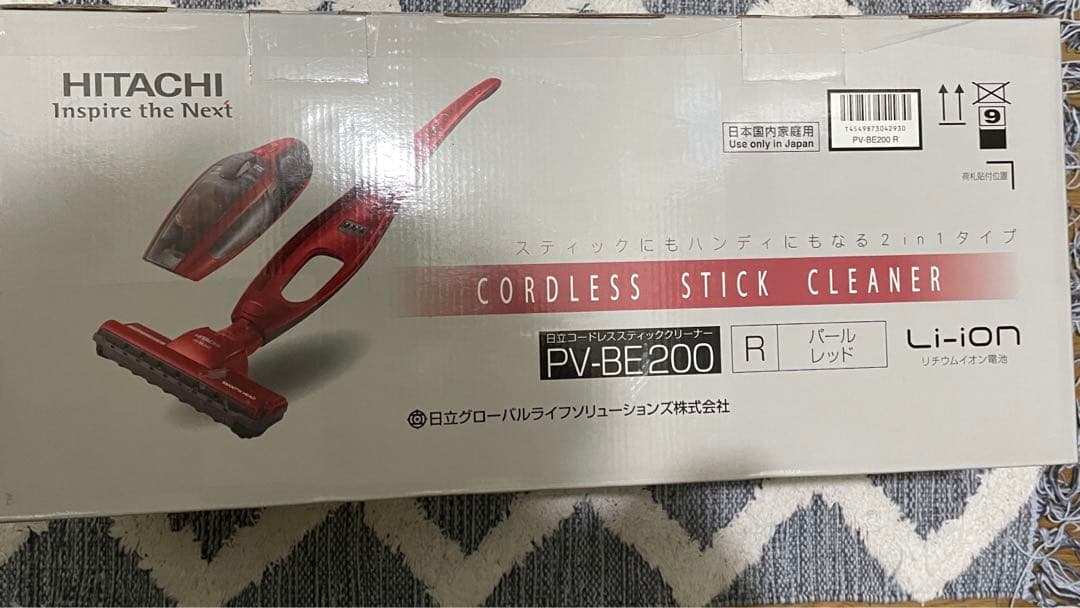 HITACHI
Inspire the Next
日本国内家庭用
Use only in Japan
T4549873042930
PV-BE200 R
9
荷札貼付位置
スティックにもハンディにもなる2in1タイプ
CORDLESS STICK CLEANER
日立コードレススティッククリーナー
PV-BE200
R
パール
レッド
Li-ion
リチウムイオン電池
日立グローバルライフソリューションズ株式会社
HITACHI
SMOOTH HEAD